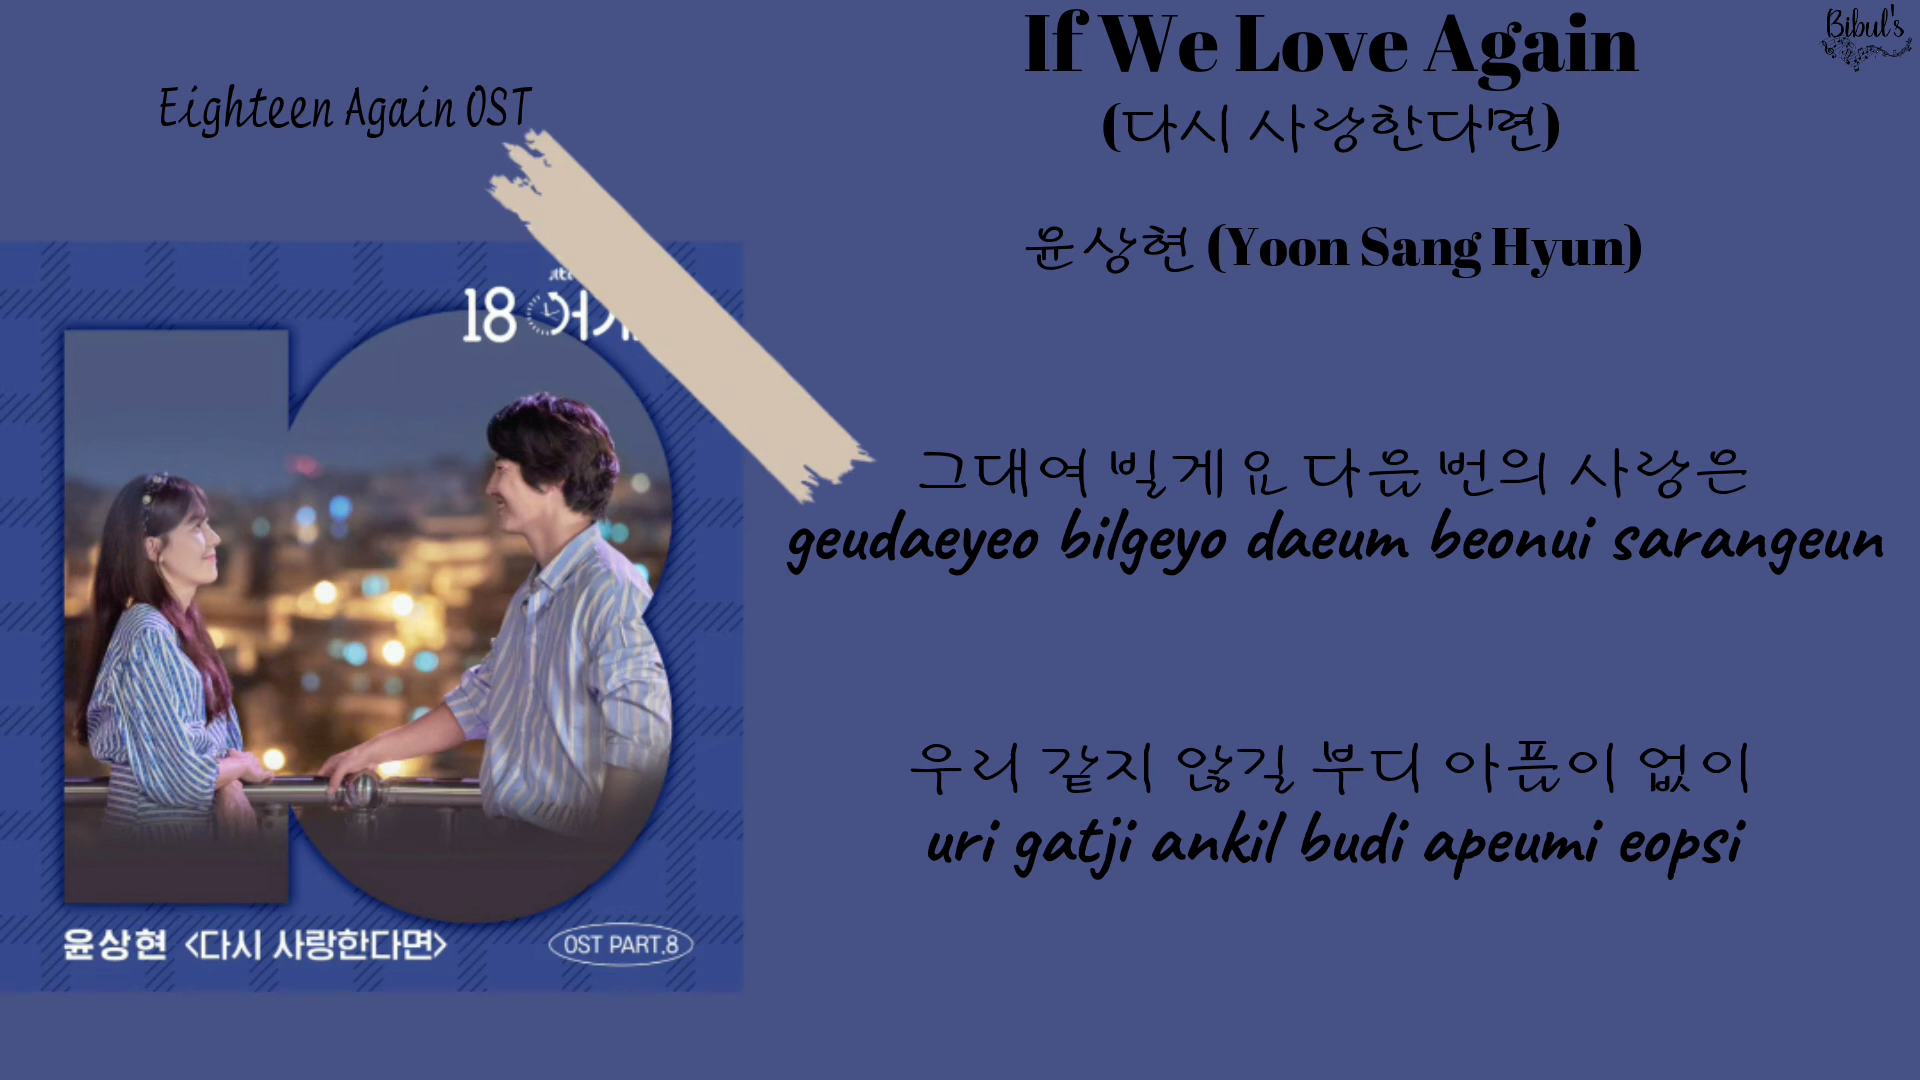 If We Love Again
Bibul's
(다시 사랑한다면)
Eighteen Again OST
윤상현 (Yoon Sang Hyun)
18 어게
그대여 빌게요 다음 번의 사랑은
geudaeyeo bilgeyo daeum beonui sarangeun
우리 같지 않길 부디 아픔이 없이
uri gatji ankil budi apeumi eopsi
윤상현 <다시 사랑한다면>
OST PART.8